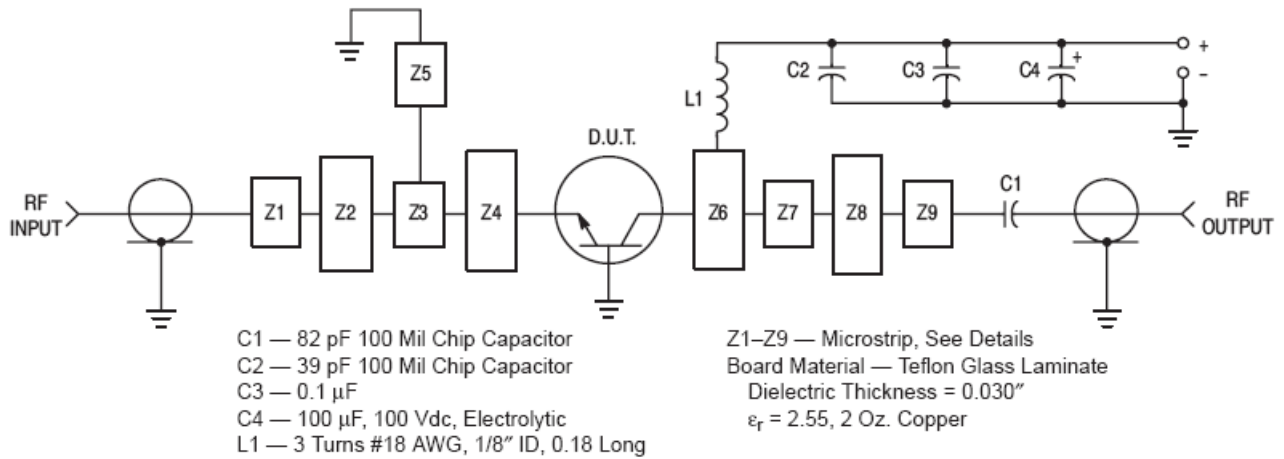 Z5
L1
C2
C3
C4
+
+
-
D.U.T.
RF
INPUT
Z1
Z2
Z3
Z4
Z6
Z7
Z8
Z9
C1
RF
OUTPUT
C1 — 82 pF 100 Mil Chip Capacitor
C2 — 39 pF 100 Mil Chip Capacitor
C3 — 0.1 μF
C4 — 100 μF, 100 Vdc, Electrolytic
L1 — 3 Turns #18 AWG, 1/8″ ID, 0.18 Long
Z1–Z9 — Microstrip, See Details
Board Material — Teflon Glass Laminate
Dielectric Thickness = 0.030″
εr = 2.55, 2 Oz. Copper